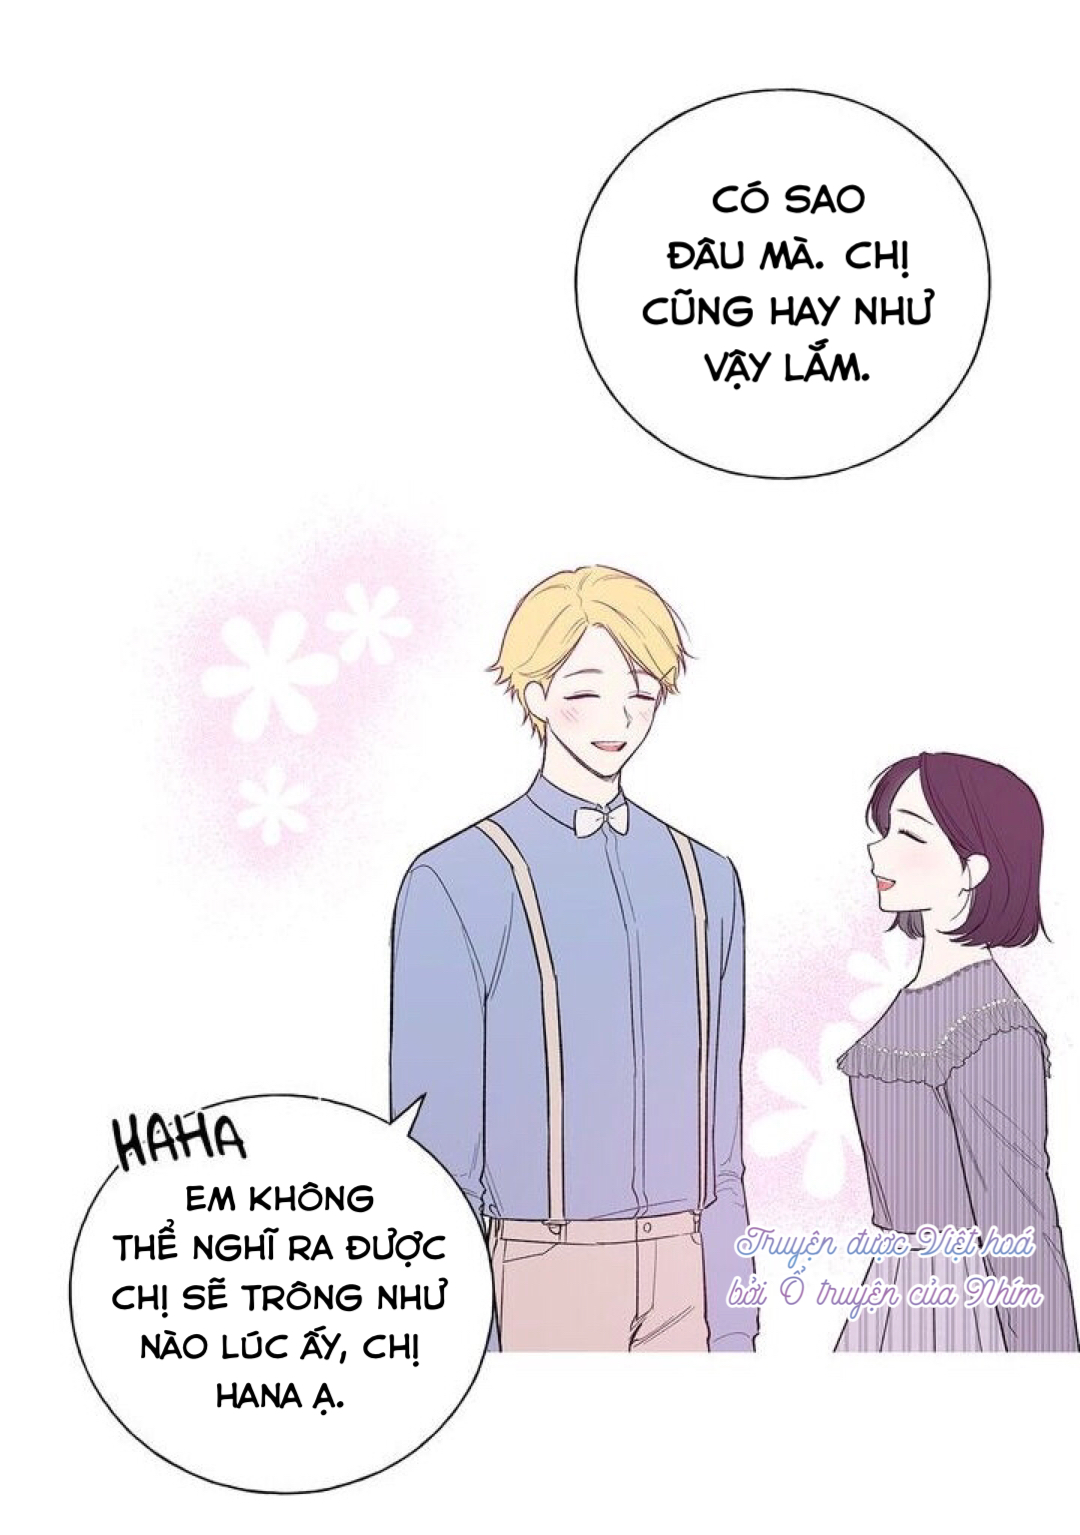 CÓ SAO
ĐÂU MÀ. CHỊ
CŨNG HAY NHƯ
VẬY LẮM.
HAHA
EM KHÔNG
THỂ NGHĨ RA ĐƯỢC
CHỊ SẼ TRÔNG NHƯ
NÀO LÚC ẤY, CHỊ
HANA Ạ.
Truyện được Việt hoá
bởi Ổ truyện của Nhím